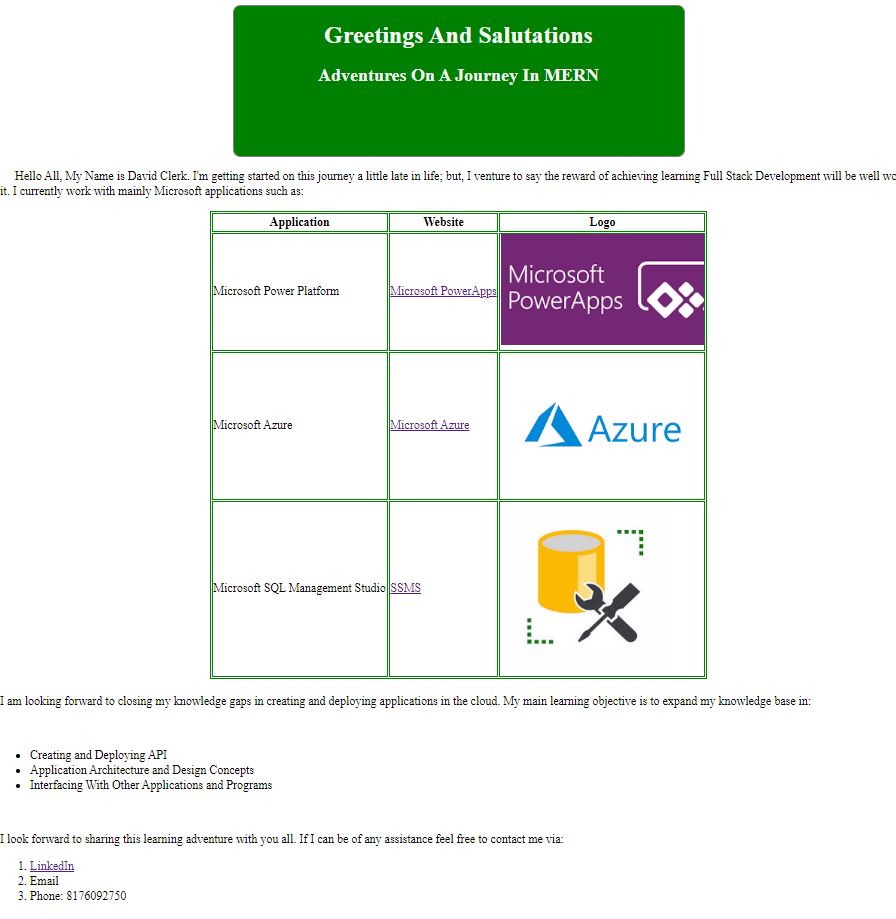 Greetings And Salutations
Adventures On A Journey In MERN
Hello All, My Name is David Clerk. I'm getting started on this journey a little late in life; but, I venture to say the reward of achieving learning Full Stack Development will be well wo
it. I currently work with mainly Microsoft applications such as:
Application Website Logo
Microsoft Power Platform Microsoft PowerApps Microsoft
PowerApps
Microsoft Azure Microsoft Azure Azure
Microsoft SQL Management Studio SSMS
I am looking forward to closing my knowledge gaps in creating and deploying applications in the cloud. My main learning objective is to expand my knowledge base in:
• Creating and Deploying API
• Application Architecture and Design Concepts
• Interfacing With Other Applications and Programs
I look forward to sharing this learning adventure with you all. If I can be of any assistance feel free to contact me via:
1. LinkedIn
2. Email
3. Phone: 8176092750